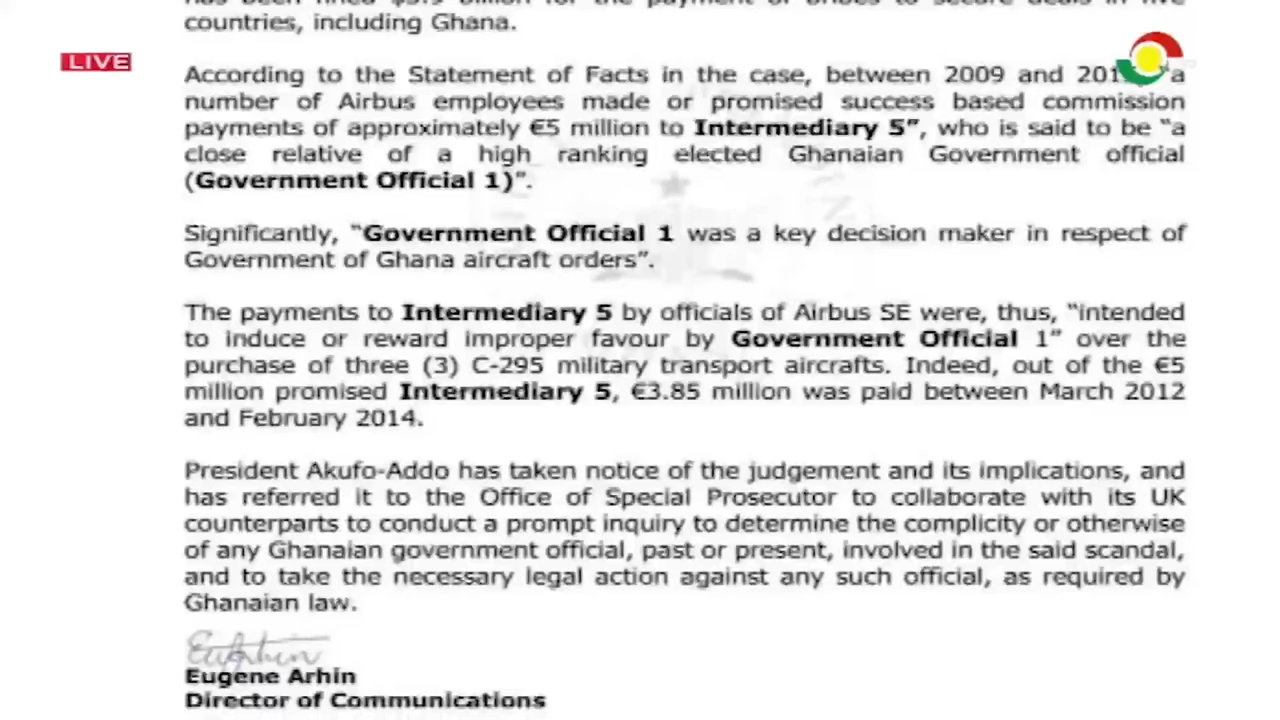 countries, including Ghana.
LIVE
According to the Statement of Facts in the case, between 2009 and "a
number of Airbus employees made or promised success based commission
payments of approximately €5 million to Intermediary 5", who is said to be "a
close relative of a high ranking elected Ghanaian Government official
(Government Official 1)".
Significantly, "Government Official 1 was a key decision maker in respect of
Government of Ghana aircraft orders".
The payments to Intermediary 5 by officials of Airbus SE were, thus, "intended
to induce or reward improper favour by Government Official 1" over the
purchase of three (3) C-295 military transport aircrafts. Indeed, out of the €5
million promised Intermediary 5, €3.85 million was paid between March 2012
and February 2014.
President Akufo-Addo has taken notice of the judgement and its implications, and
has referred it to the Office of Special Prosecutor to collaborate with its UK
counterparts to conduct a prompt inquiry to determine the complicity or otherwise
of any Ghanaian government official, past or present, involved in the said scandal,
and to take the necessary legal action against any such official, as required by
Ghanaian law.
Eugene Arhin
Director of Communications